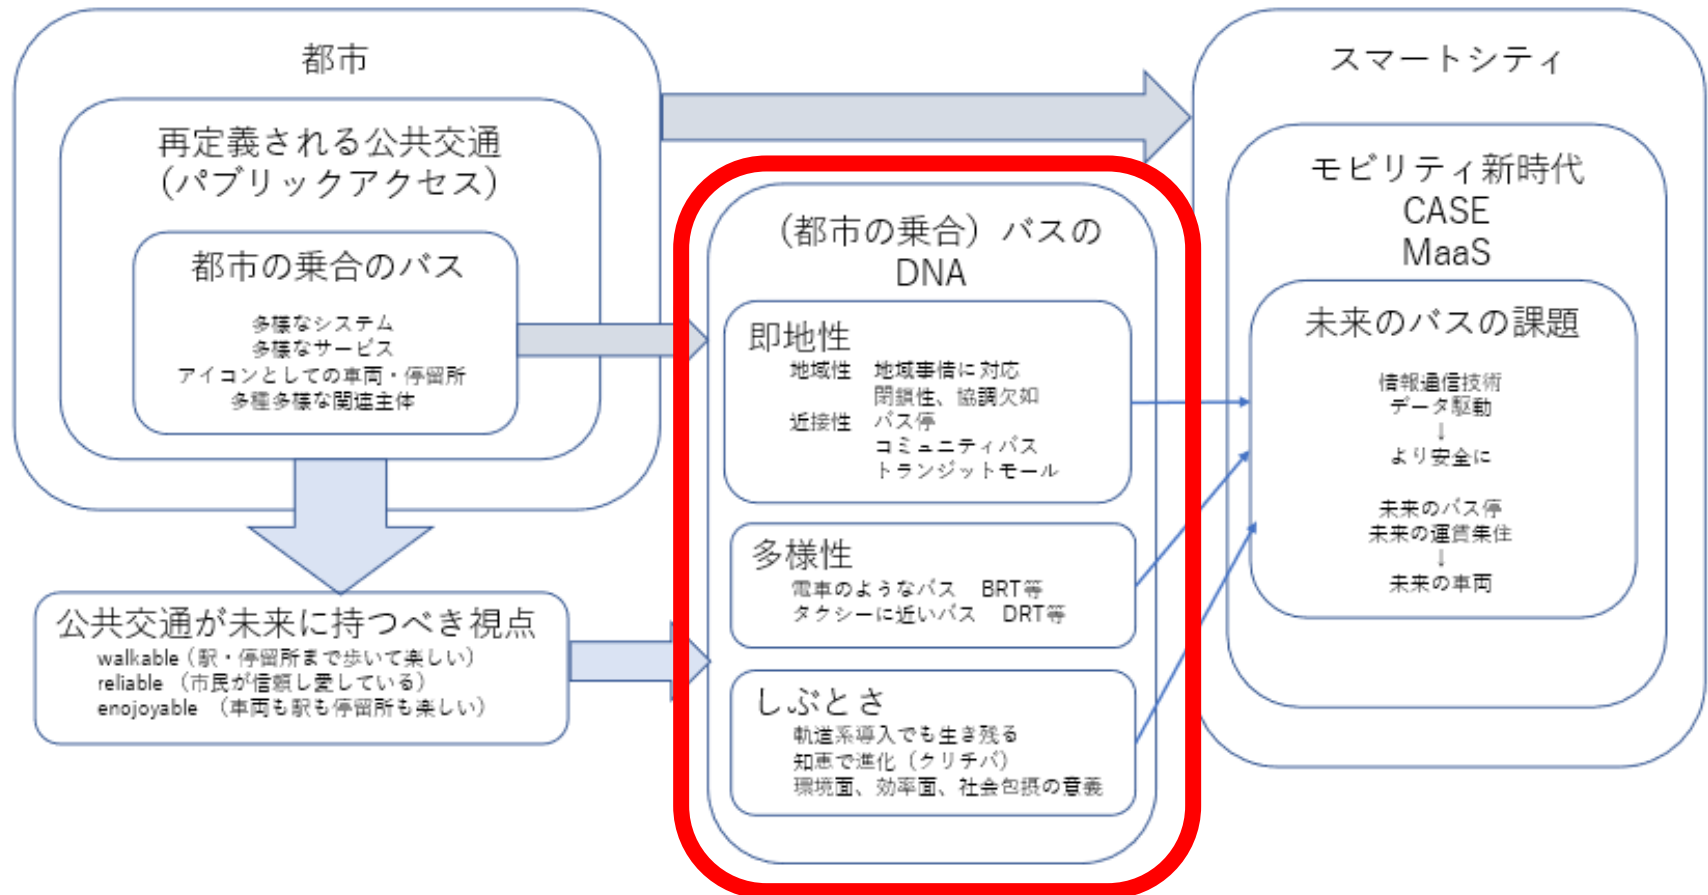 都市
再定義される公共交通
（パブリックアクセス）
都市の乗合のバス
多様なシステム
多様なサービス
アイコンとしての車両・停留所
多種多様な関連主体
公共交通が未来に持つべき視点
walkable（駅・停留所まで歩いて楽しい）
reliable （市民が信頼し愛している）
enojoyable （車両も駅も停留所も楽しい）
（都市の乗合）バスの
DNA
即地性
地域性 地域事情に対応
閉鎖性、協調欠如
近接性 バス停
コミュニティバス
トランジットモール
多様性
電車のようなバス BRT等
タクシーに近いバス DRT等
しぶとさ
軌道系導入でも生き残る
知恵で進化（クリチバ）
環境面、効率面、社会包摂の意義
スマートシティ
モビリティ新時代
CASE
MaaS
未来のバスの課題
情報通信技術
データ駆動
↓
より安全に
未来のバス停
未来の運賃集住
↓
未来の車両